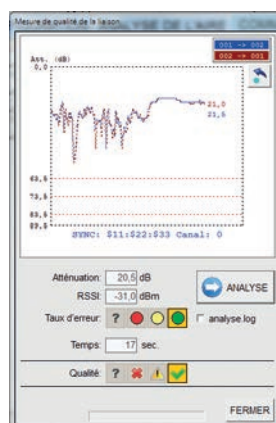 Mesure de qualité de la liaison
001 -> 002
002 -> 001
Att. (dB)
0,0
21,0
21,5
63,5
73,5
83,5
89,5
SYNC: $11:$22:$33 Canal: 0
Atténuation: 20,5 dB
RSSI: -31,0 dBm
ANALYSE
Taux d'erreur: ?
analyse.log
Temps: 17 sec.
Qualité: ?
FERMER